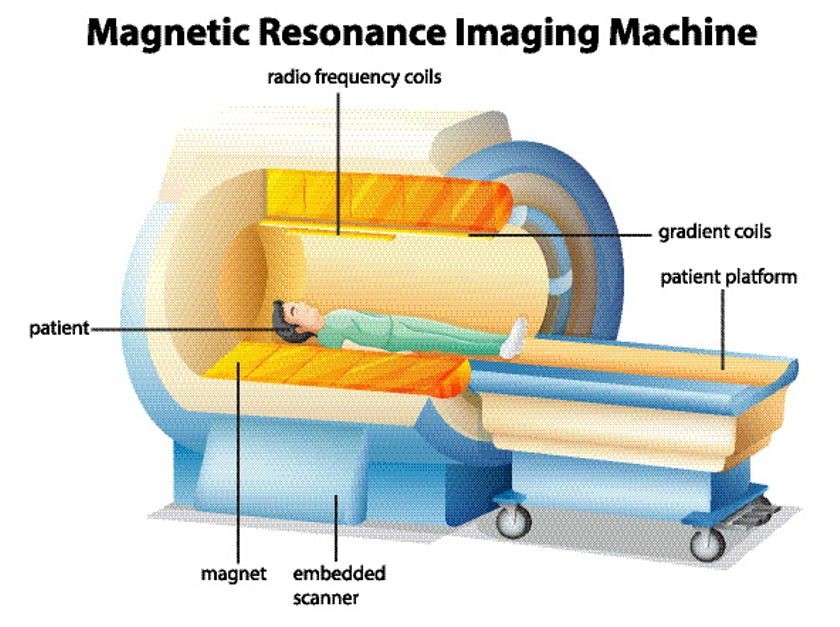 Magnetic Resonance Imaging Machine
radio frequency coils
gradient coils
patient platform
patient
magnet
embedded
scanner